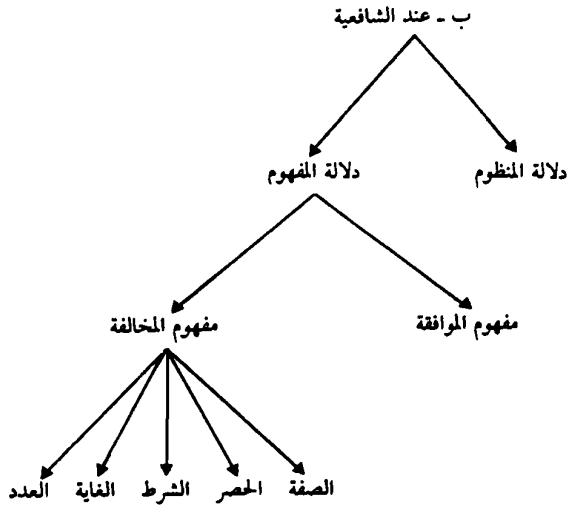 ب - عند الشافعية
دلالة المنظوم
دلالة المفهوم
مفهوم الموافقة
مفهوم المخالفة
الصفة
الحصر
الشرط
الغاية
العدد